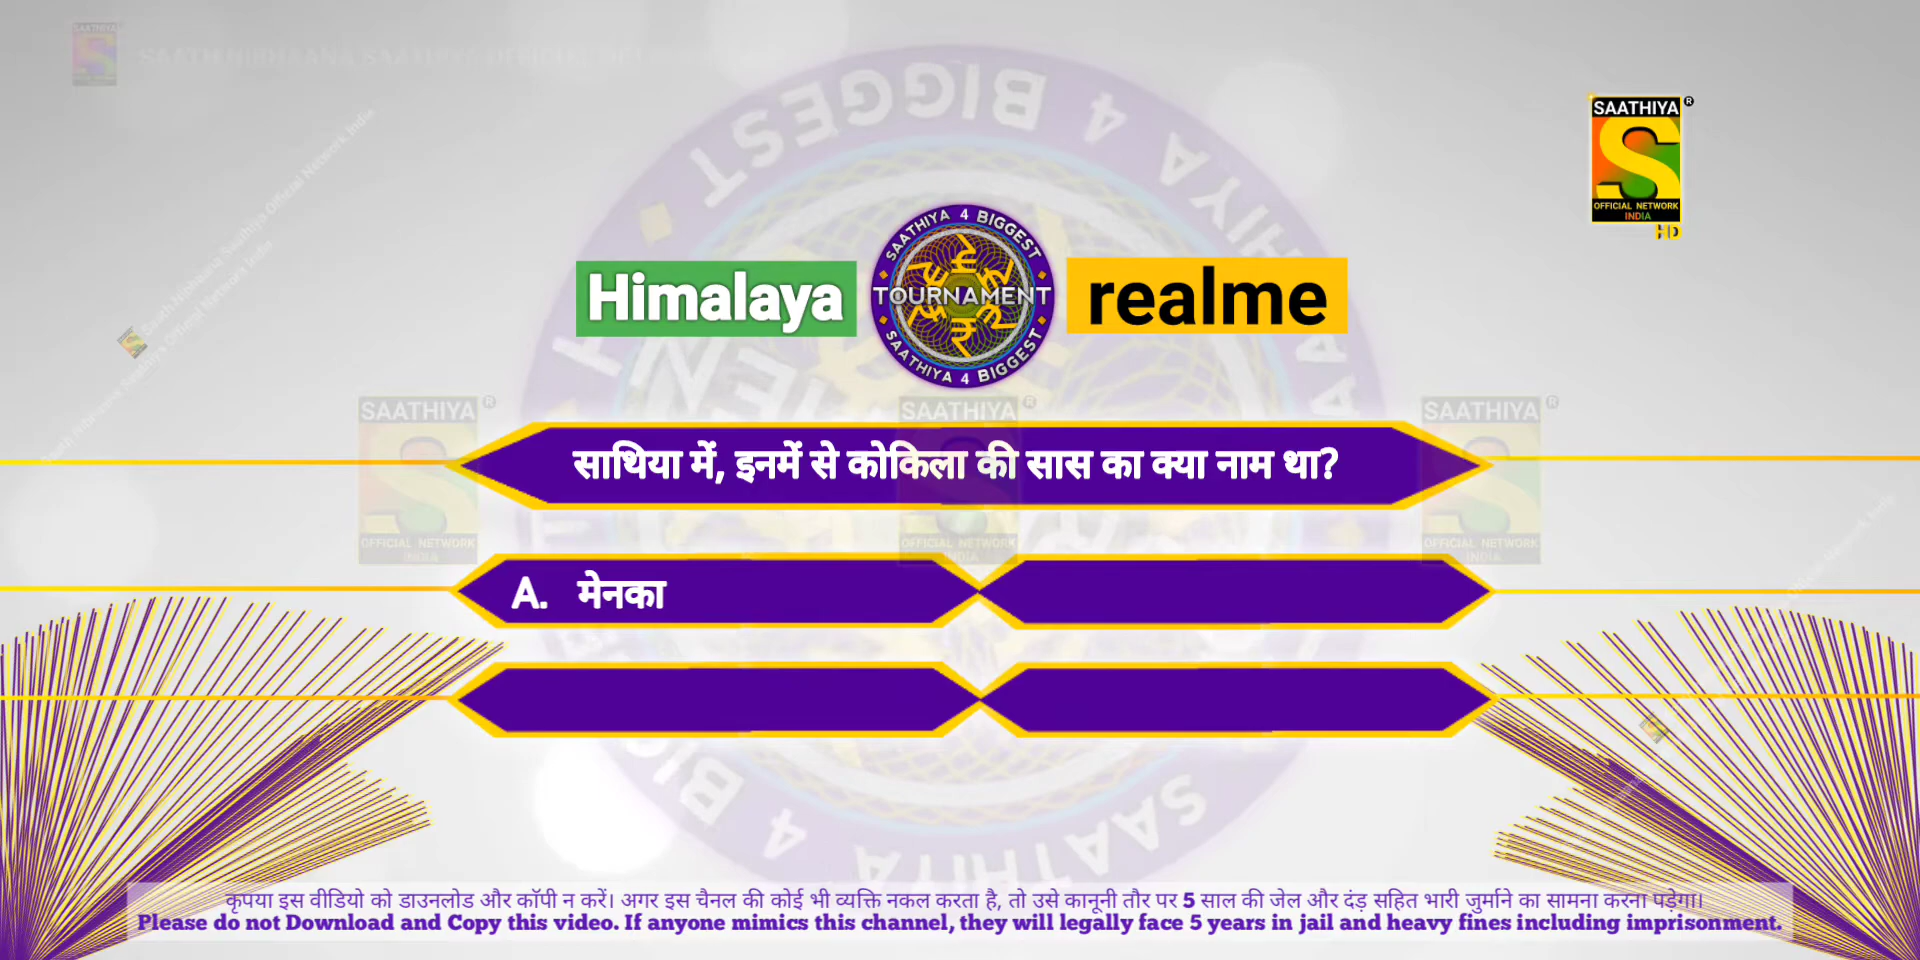 SAATHIYA
OFFICIAL NETWORK
INDIA
HD
Himalaya
SAATHIYA 4 BIGGEST
TOURNAMENT
SAATHIYA 4 BIGGEST
realme
साथिया में, इनमें से कोकिला की सास का क्या नाम था?
A. मेनका
कृपया इस वीडियो को डाउनलोड और कॉपी न करें। अगर इस चैनल की कोई भी व्यक्ति नकल करता है, तो उसे कानूनी तौर पर 5 साल की जेल और दंड़ सहित भारी जुर्माने का सामना करना पड़ेगा।
Please do not Download and Copy this video. If anyone mimics this channel, they will legally face 5 years in jail and heavy fines including imprisonment.